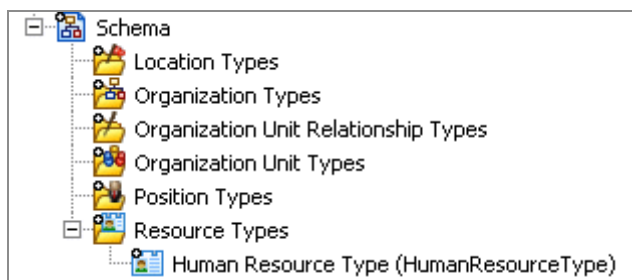 Schema
Location Types
Organization Types
Organization Unit Relationship Types
Organization Unit Types
Position Types
Resource Types
Human Resource Type (HumanResourceType)